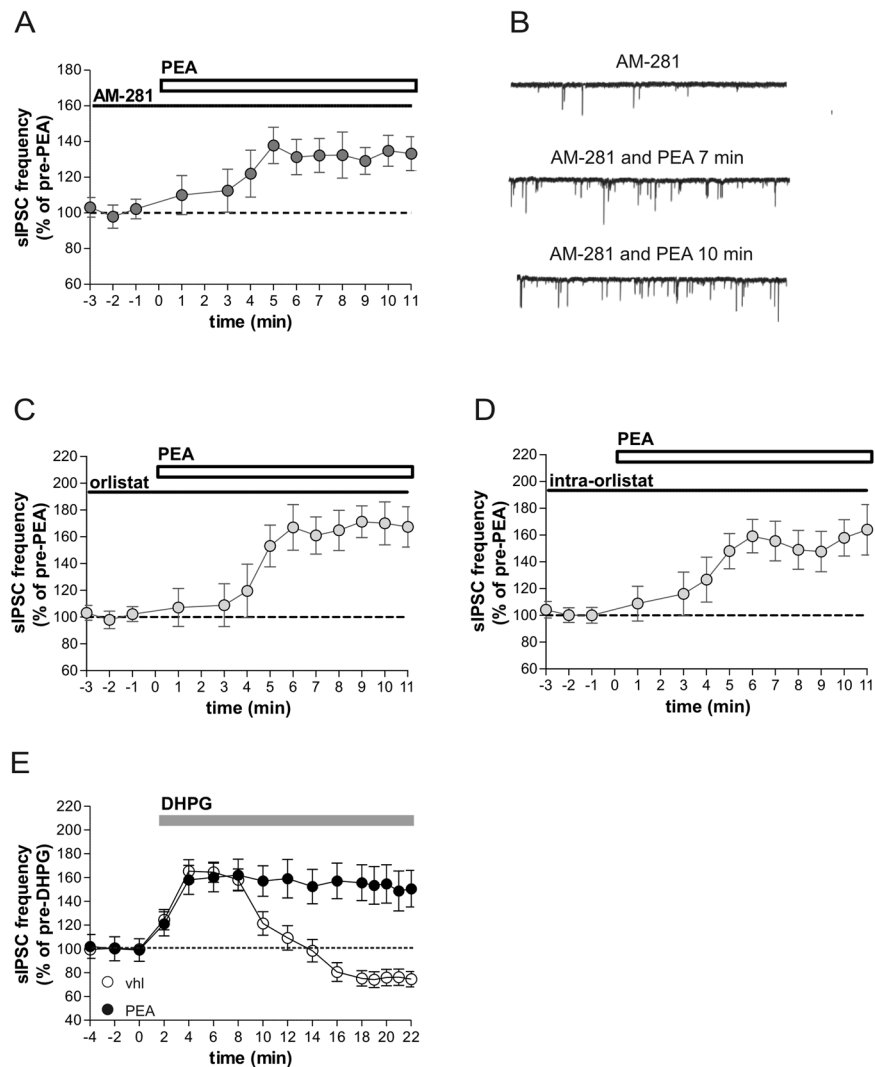 A
sIPSC frequency
(% of pre-PEA)
180
160
140
120
100
80
60
PEA
AM-281
-3 -2 -1 0 1 2 3 4 5 6 7 8 9 10 11
time (min)
B
AM-281
AM-281 and PEA 7 min
AM-281 and PEA 10 min
C
sIPSC frequency
(% of pre-PEA)
220
200
180
160
140
120
100
80
60
PEA
orlistat
-3 -2 -1 0 1 2 3 4 5 6 7 8 9 10 11
time (min)
D
sIPSC frequency
(% of pre-PEA)
220
200
180
160
140
120
100
80
60
PEA
intra-orlistat
-3 -2 -1 0 1 2 3 4 5 6 7 8 9 10 11
time (min)
E
sIPSC frequency
(% of pre-DHPG)
220
200
180
160
140
120
100
80
60
40
DHPG
vhl
PEA
-4 -2 0 2 4 6 8 10 12 14 16 18 20 22
time (min)